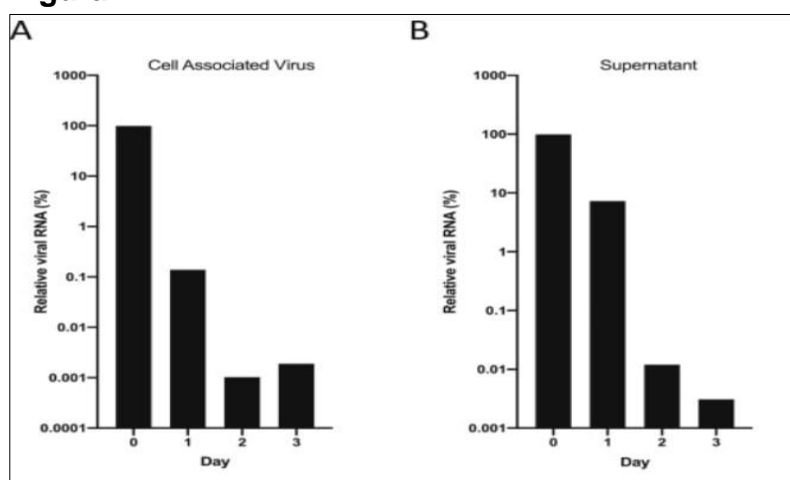 A
Cell Associated Virus
Relative viral RNA (%)
1000
100
10
1
0.1
0.01
0.001
0.0001
0 1 2 3
Day
B
Supernatant
Relative viral RNA (%)
1000
100
10
1
0.1
0.01
0.001
0 1 2 3
Day